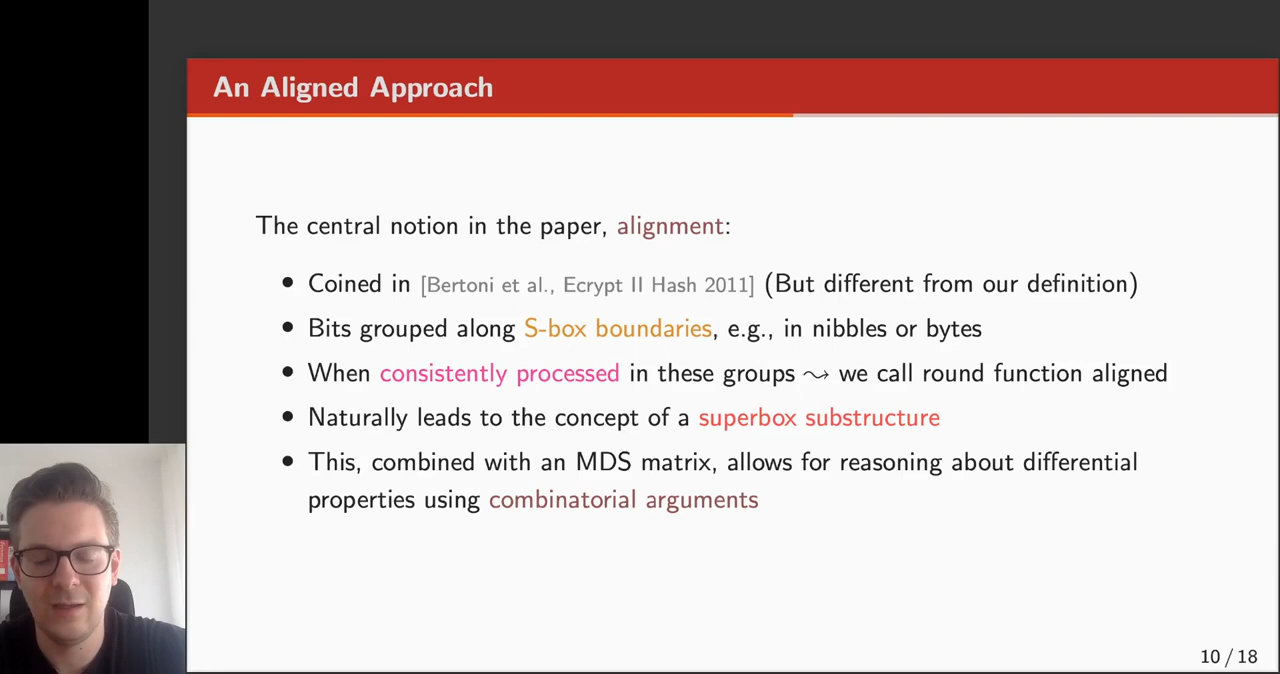 An Aligned Approach
The central notion in the paper, alignment:
• Coined in [Bertoni et al., Ecrypt II Hash 2011] (But different from our definition)
• Bits grouped along S-box boundaries, e.g., in nibbles or bytes
• When consistently processed in these groups ⤳ we call round function aligned
• Naturally leads to the concept of a superbox substructure
• This, combined with an MDS matrix, allows for reasoning about differential
properties using combinatorial arguments
10 / 18